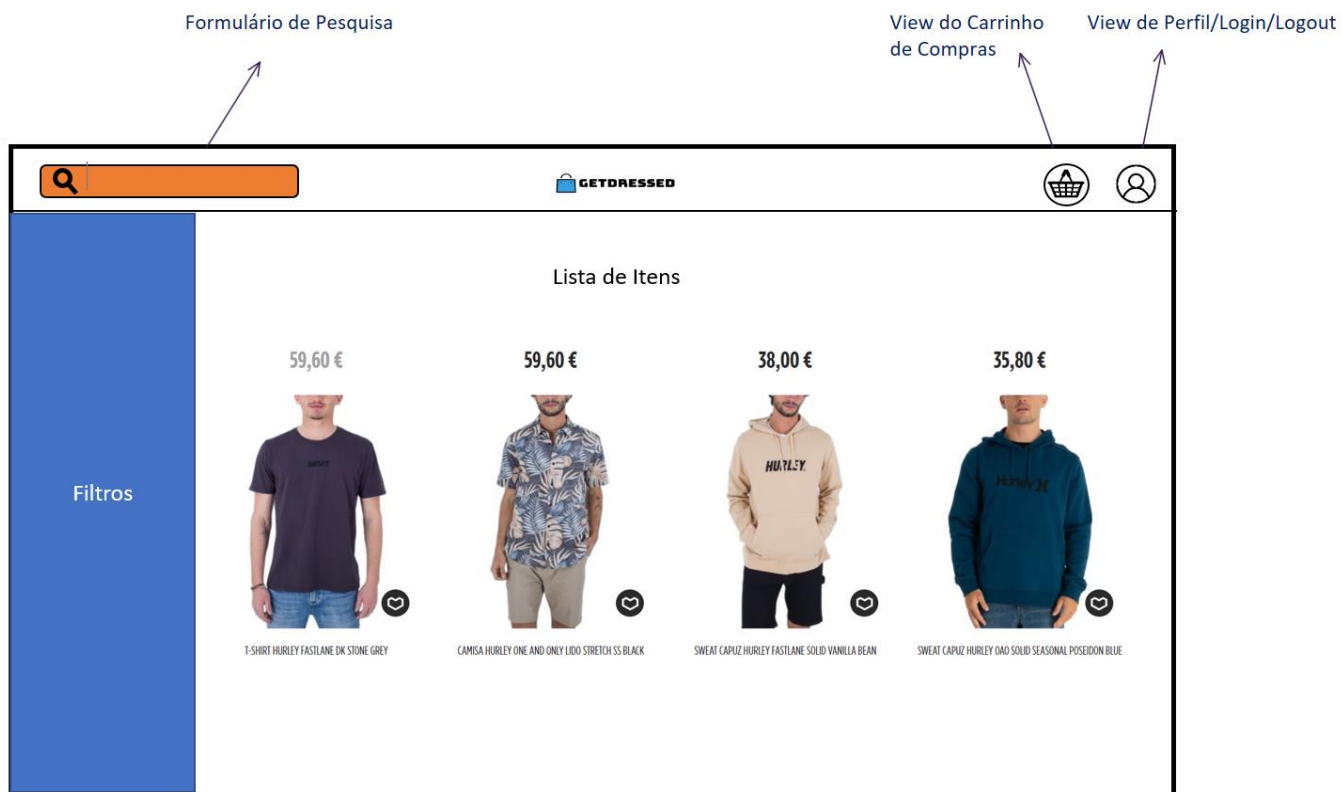 Formulário de Pesquisa
View do Carrinho
de Compras
View de Perfil/Login/Logout
GETDRESSED
Lista de Itens
59,60 €
59,60 €
38,00 €
35,80 €
HURLEY
Hurley
Filtros
T-SHIRT HURLEY FASTLANE DK STONE GREY
CAMISA HURLEY ONE AND ONLY LIDO STRETCH SS BLACK
SWEAT CAPUZ HURLEY FASTLANE SOLID VANILLA BEAN
SWEAT CAPUZ HURLEY OAO SOLID SEASONAL POSEIDON BLUE